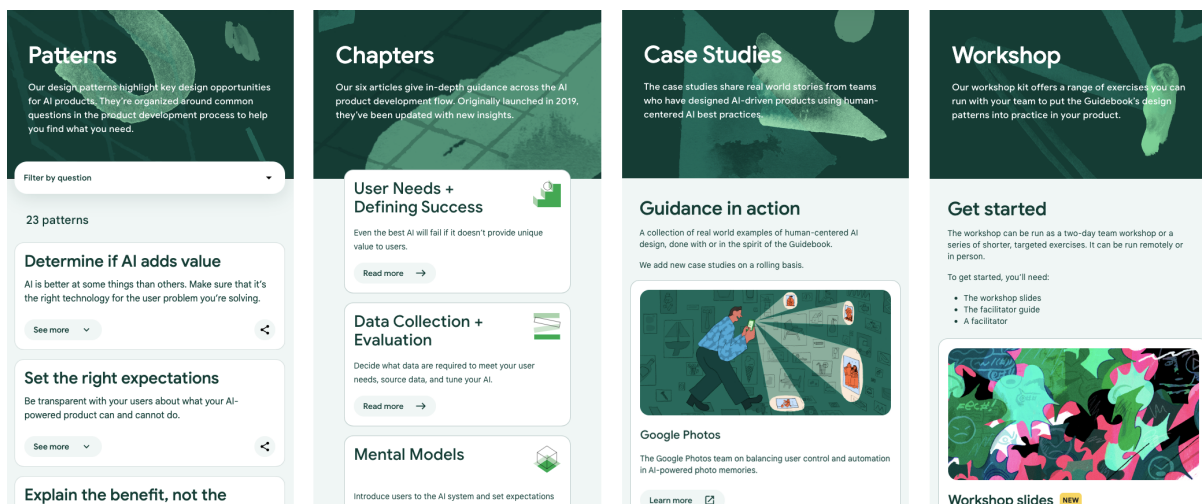 Patterns
Our design patterns highlight key design opportunities
for AI products. They're organized around common
questions in the product development process to help
you find what you need.
Filter by question
23 patterns
Determine if AI adds value
AI is better at some things than others. Make sure that it's
the right technology for the user problem you're solving.
See more
Set the right expectations
Be transparent with your users about what your AI-
powered product can and cannot do.
See more
Explain the benefit, not the
Chapters
Our six articles give in-depth guidance across the AI
product development flow. Originally launched in 2019,
they've been updated with new insights.
User Needs +
Defining Success
Even the best AI will fail if it doesn't provide unique
value to users.
Read more
Data Collection +
Evaluation
Decide what data are required to meet your user
needs, source data, and tune your AI.
Read more
Mental Models
Introduce users to the AI system and set expectations
Case Studies
The case studies share real world stories from teams
who have designed AI-driven products using human-
centered AI best practices.
Guidance in action
A collection of real world examples of human-centered AI
design, done with or in the spirit of the Guidebook.
We add new case studies on a rolling basis.
Google Photos
The Google Photos team on balancing user control and automation
in AI-powered photo memories.
Learn more
Workshop
Our workshop kit offers a range of exercises you can
run with your team to put the Guidebook's design
patterns into practice in your product.
Get started
The workshop can be run as a two-day team workshop or a
series of shorter, targeted exercises. It can be run remotely or
in person.
To get started, you'll need:
• The workshop slides
• The facilitator guide
• A facilitator
Workshop slides NEW